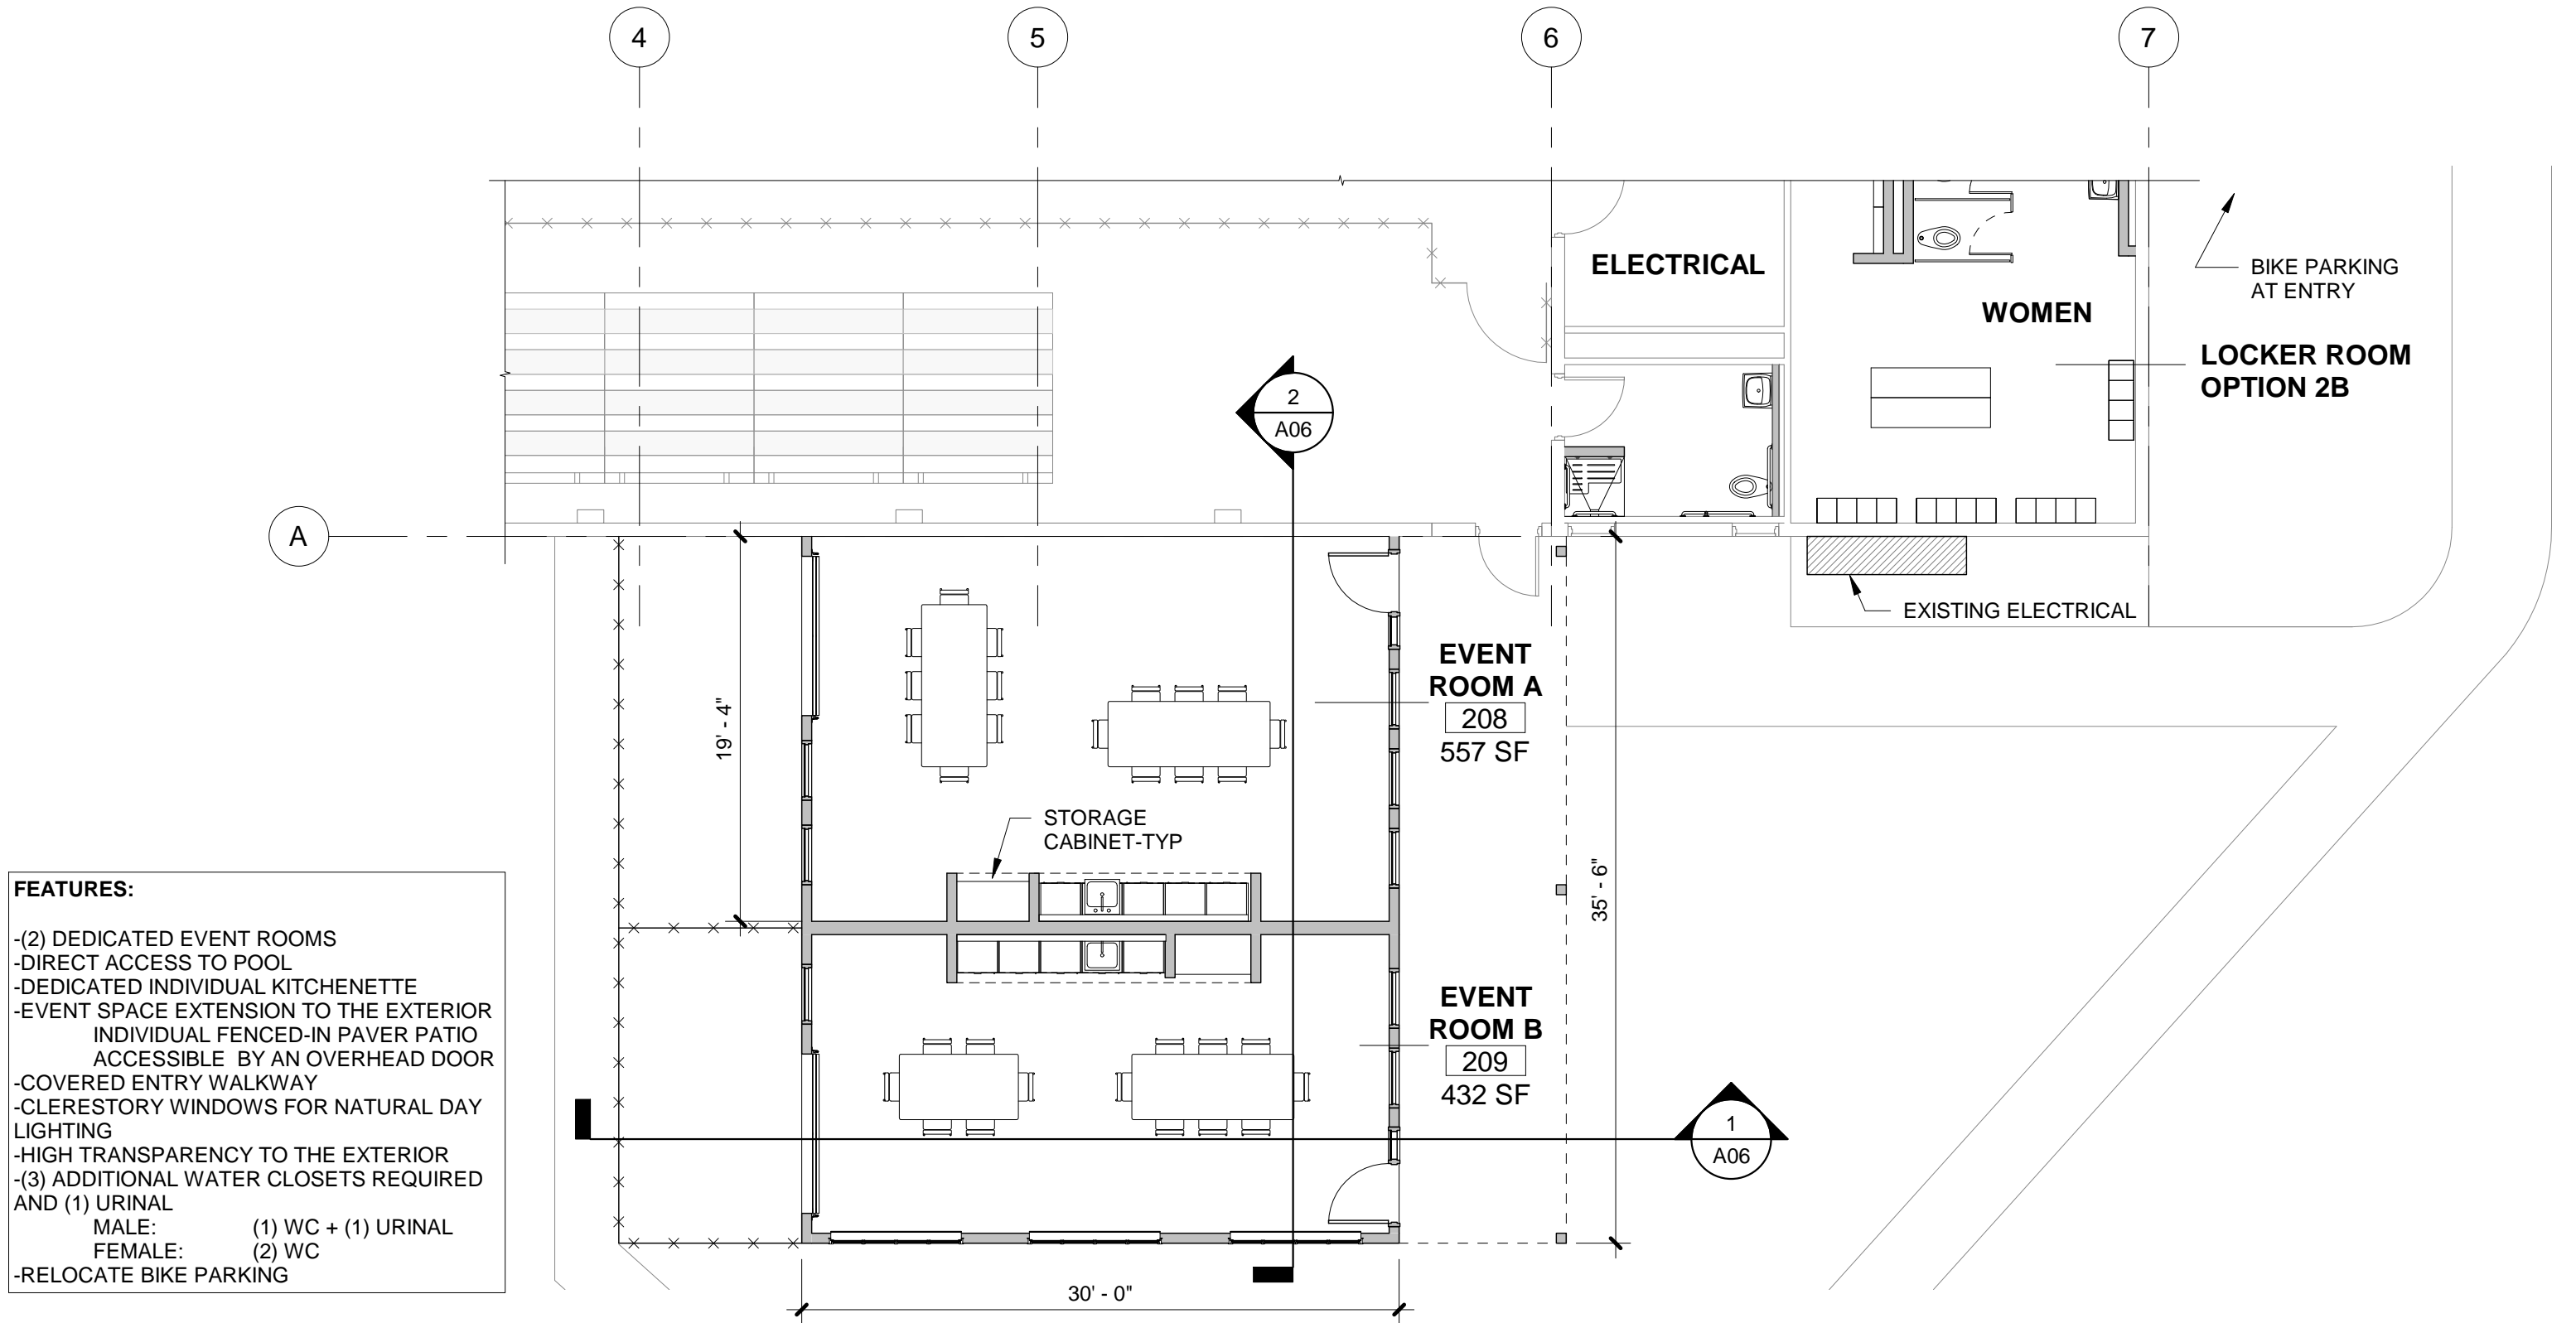 4
5
6
7
ELECTRICAL
WOMEN
BIKE PARKING
AT ENTRY
LOCKER ROOM
OPTION 2B
2
A06
A
EXISTING ELECTRICAL
EVENT
ROOM A
208
557 SF
19' - 4"
STORAGE
CABINET-TYP
35' - 6"
EVENT
ROOM B
209
432 SF
1
A06
30' - 0"
FEATURES:
-(2) DEDICATED EVENT ROOMS
-DIRECT ACCESS TO POOL
-DEDICATED INDIVIDUAL KITCHENETTE
-EVENT SPACE EXTENSION TO THE EXTERIOR
INDIVIDUAL FENCED-IN PAVER PATIO
ACCESSIBLE BY AN OVERHEAD DOOR
-COVERED ENTRY WALKWAY
-CLERESTORY WINDOWS FOR NATURAL DAY
LIGHTING
-HIGH TRANSPARENCY TO THE EXTERIOR
-(3) ADDITIONAL WATER CLOSETS REQUIRED
AND (1) URINAL
MALE: (1) WC + (1) URINAL
FEMALE: (2) WC
-RELOCATE BIKE PARKING